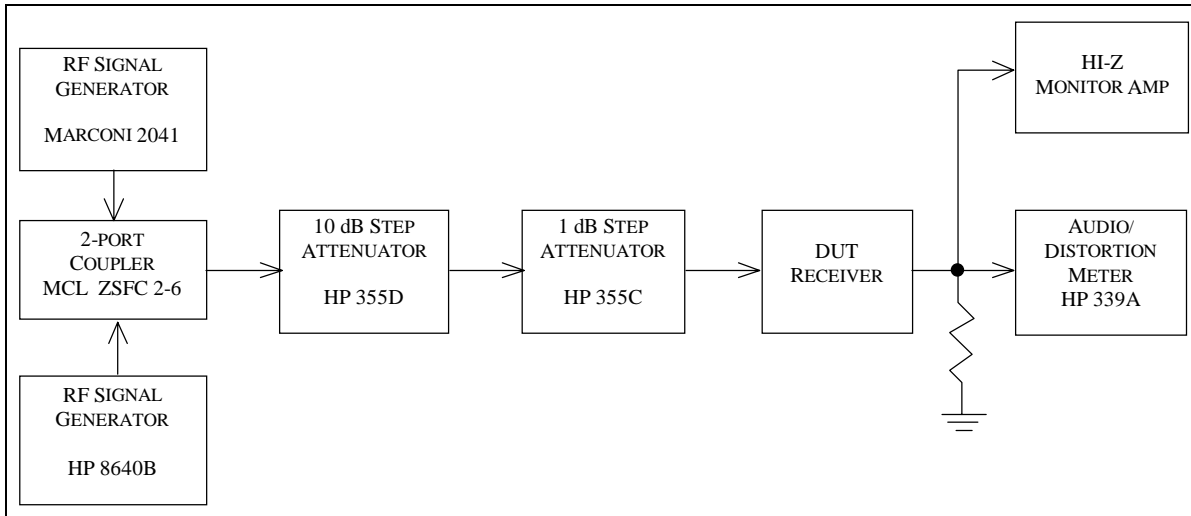 RF SIGNAL
GENERATOR
MARCONI 2041
2-PORT
COUPLER
MCL ZSFC 2-6
RF SIGNAL
GENERATOR
HP 8640B
10 dB STEP
ATTENUATOR
HP 355D
1 dB STEP
ATTENUATOR
HP 355C
DUT
RECEIVER
HI-Z
MONITOR AMP
AUDIO/
DISTORTION
METER
HP 339A